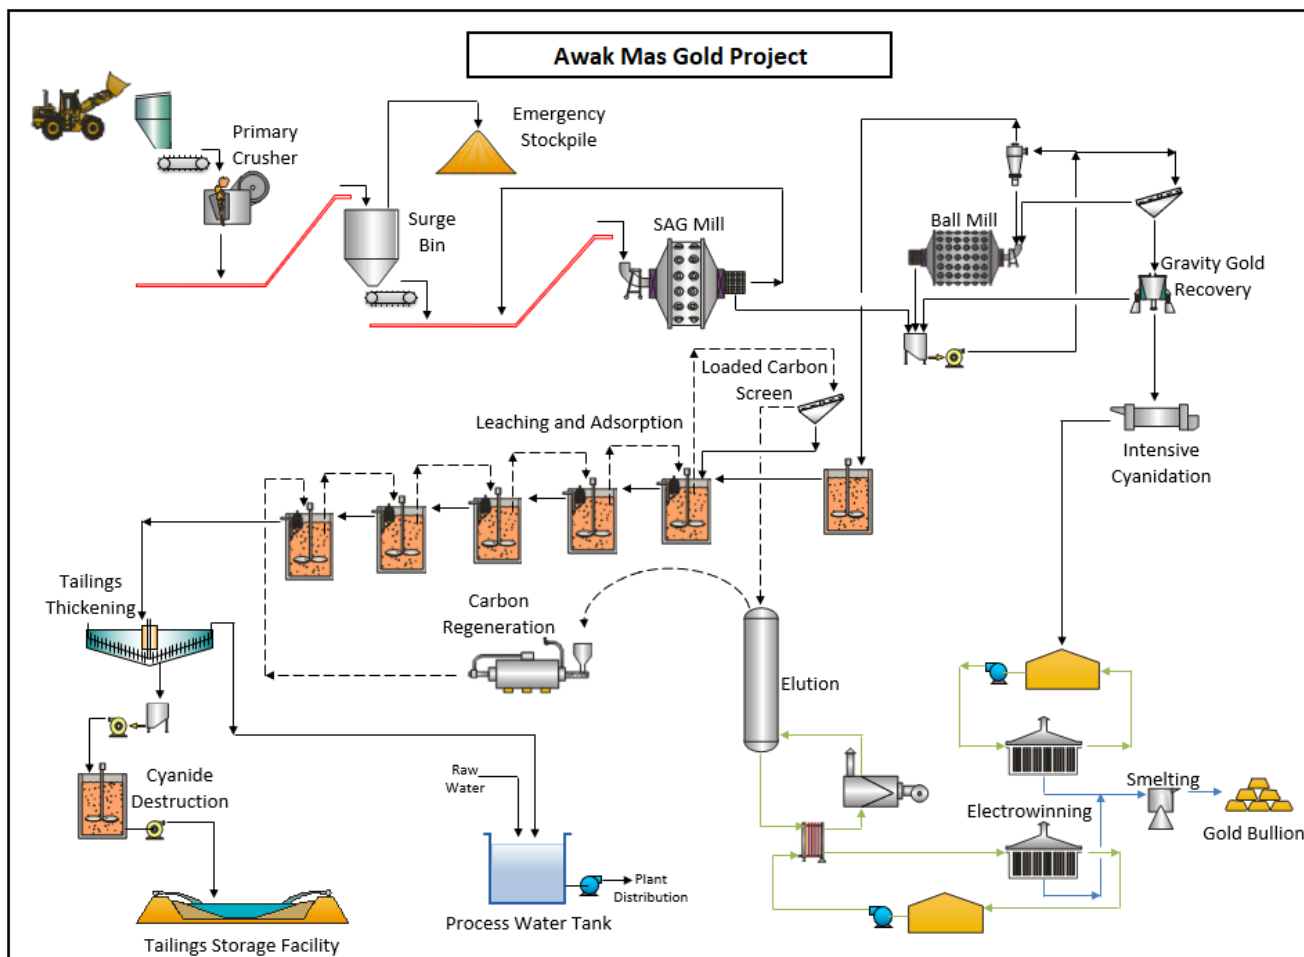 Awak Mas Gold Project
Primary
Crusher
Emergency
Stockpile
Surge
Bin
SAG Mill
Ball Mill
Gravity Gold
Recovery
Loaded Carbon
Screen
Leaching and Adsorption
Intensive
Cyanidation
Tailings
Thickening
Carbon
Regeneration
Elution
Cyanide
Destruction
Raw
Water
Smelting
Electrowinning
Gold Bullion
Plant
Distribution
Process Water Tank
Tailings Storage Facility